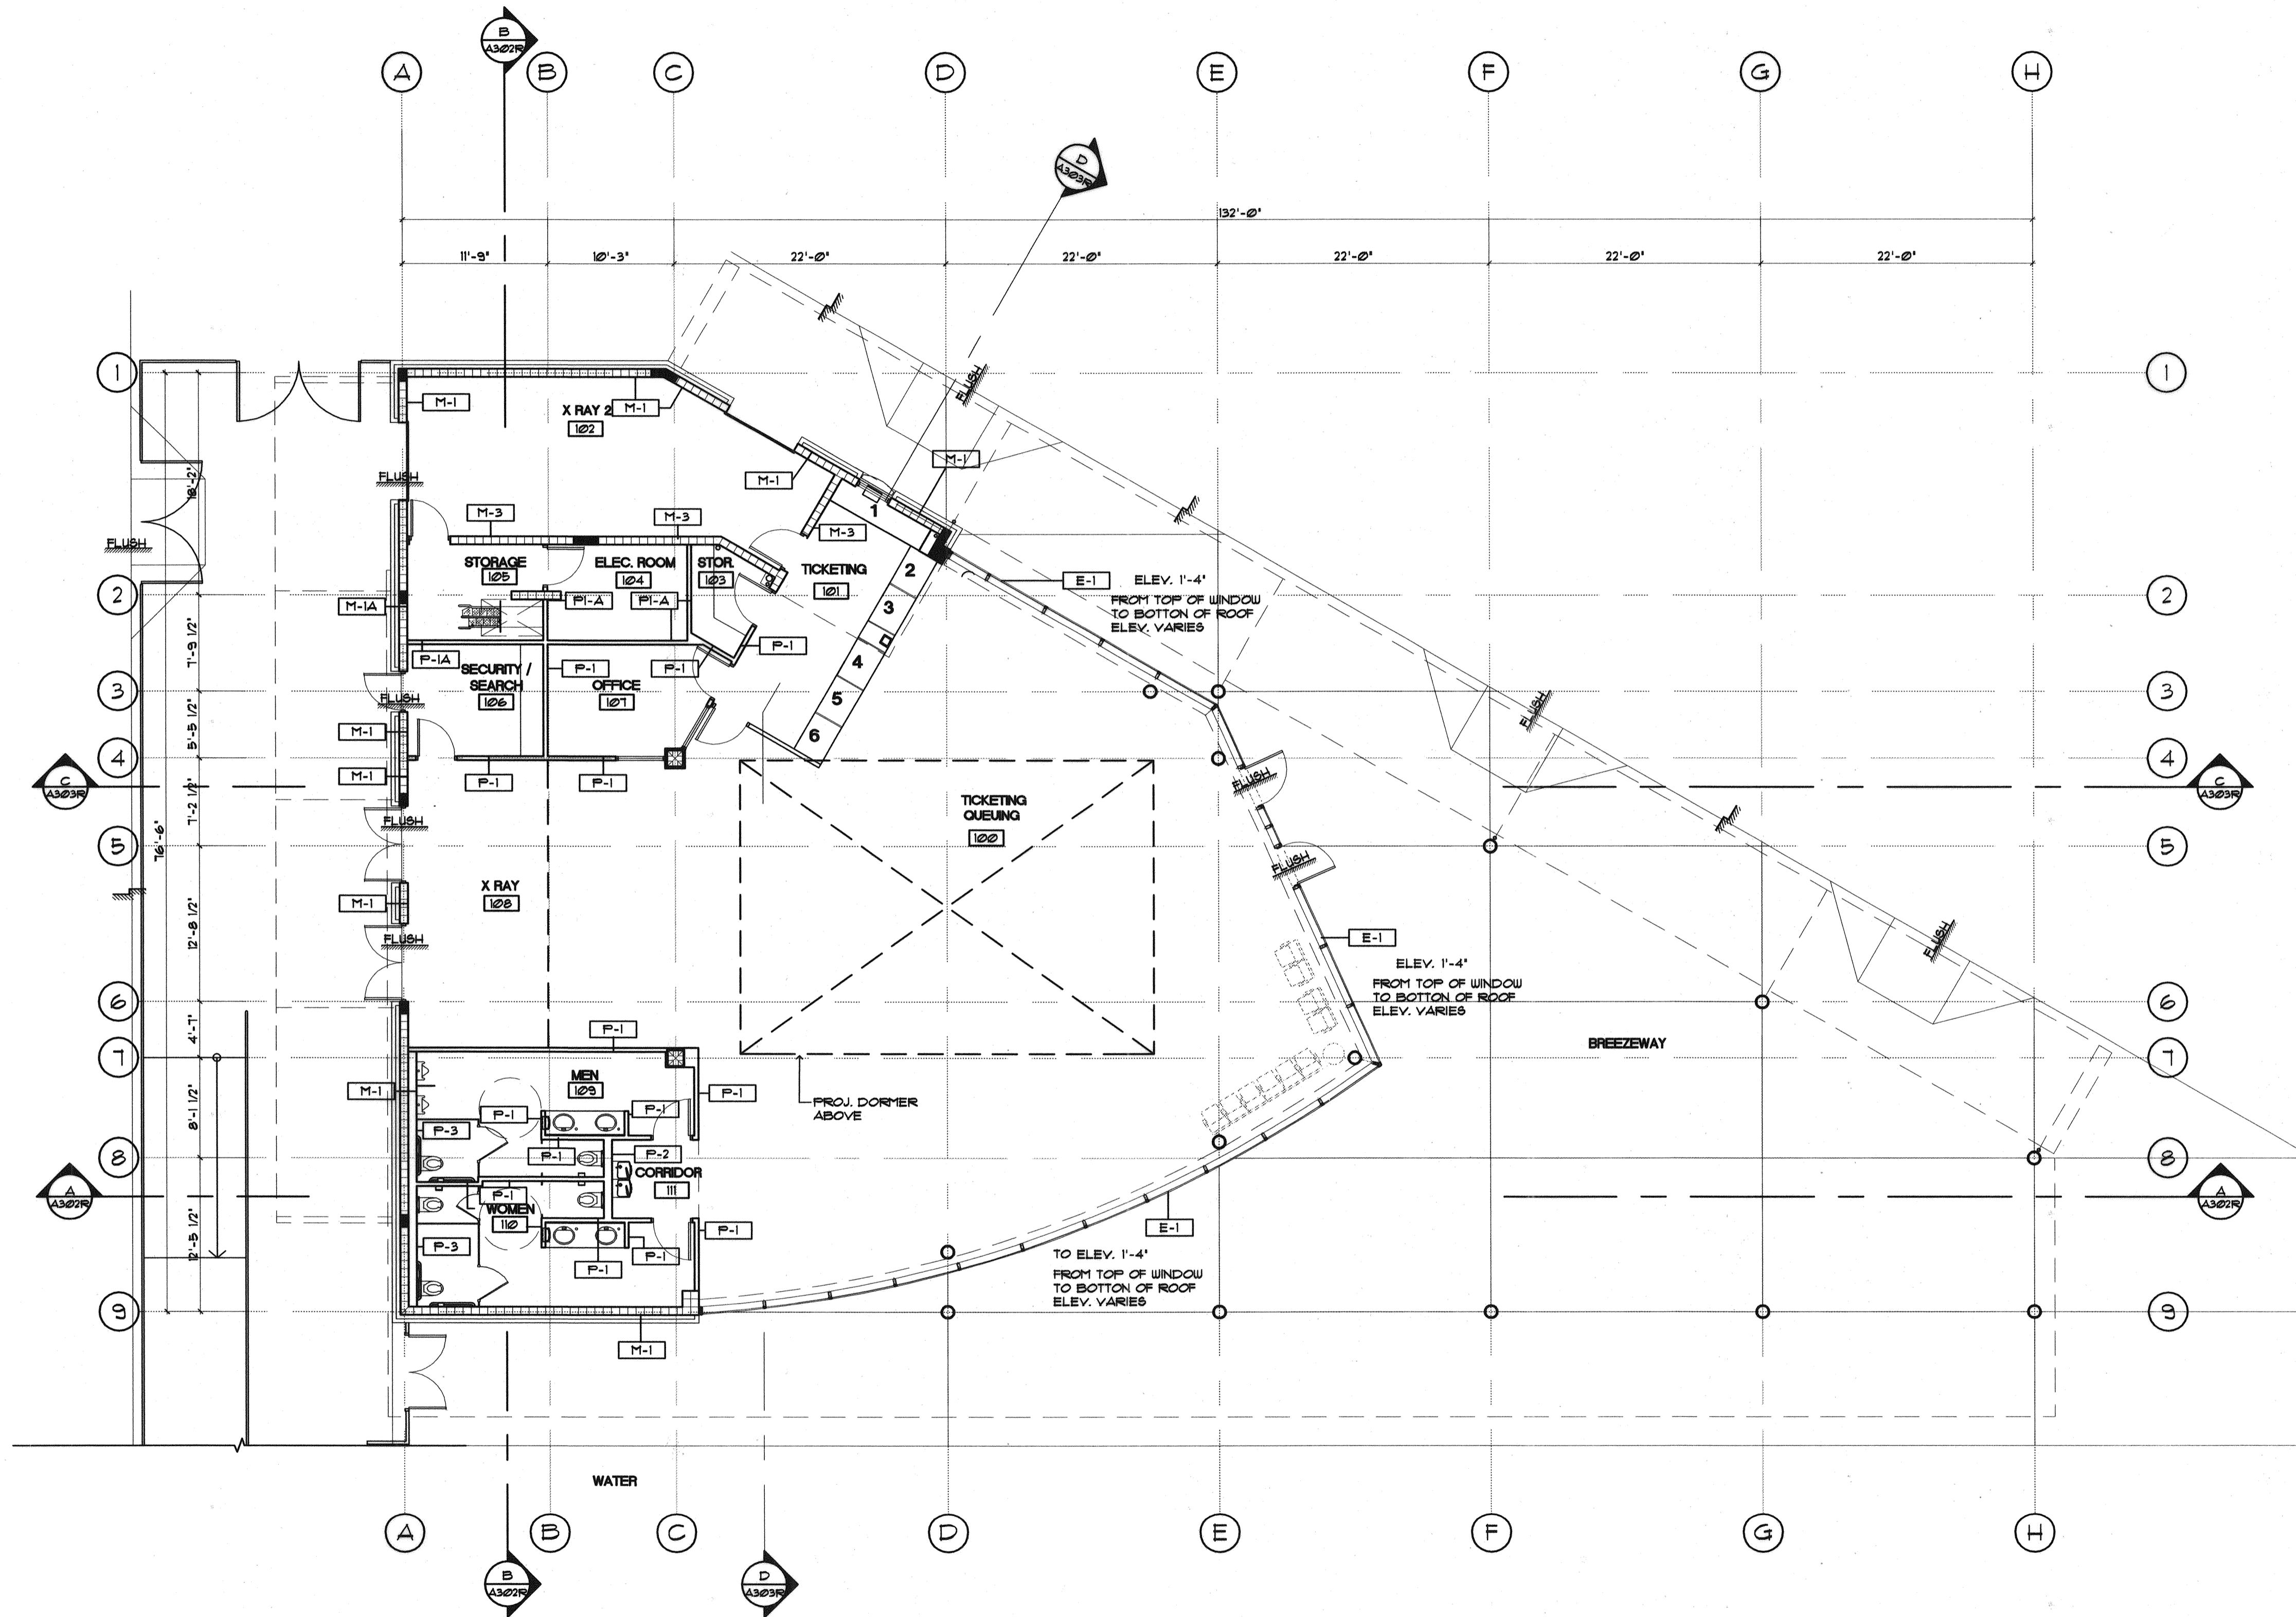 B
A302R
A B C D E F G H
D
A303R
132'-0"
11'-9" 10'-3" 22'-0" 22'-0" 22'-0" 22'-0" 22'-0"
1 1
M-1
X RAY 2
102
M-1
FLUSH
M-1
M-1
FLUSH
18'-2"
M-3
M-3
1
M-3
FLUSH
STORAGE
105
ELEC. ROOM
104
STOR.
103
TICKETING
101
2
3
4
5
6
E-1
ELEV. 1'-4"
FROM TOP OF WINDOW
TO BOTTON OF ROOF
ELEV. VARIES
2 2
M-1A
P1-A
P1-A
7'-9 1/2"
P-1A
P-1
P-1
P-1
SECURITY /
SEARCH
106
OFFICE
107
3 3
FLUSH
FLUSH
5'-5 1/2"
M-1
4 4
C
A303R
M-1
P-1
P-1
FLUSH
C
A303R
7'-2 1/2"
76'-6"
TICKETING
QUEUING
100
FLUSH
5 5
FLUSH
X RAY
108
M-1
12'-8 1/2"
FLUSH
FLUSH
E-1
ELEV. 1'-4"
FROM TOP OF WINDOW
TO BOTTON OF ROOF
ELEV. VARIES
6 6
4'-7"
P-1
BREEZEWAY
7 7
MEN
109
M-1
P-1
PROJ. DORMER
ABOVE
P-1
P-1
8'-1 1/2"
P-3
P-1
P-2
8 8
CORRIDOR
111
A
A302R
P-1
WOMEN
110
A
A302R
12'-5 1/2"
P-3
P-1
P-1
P-1
E-1
TO ELEV. 1'-4"
FROM TOP OF WINDOW
TO BOTTON OF ROOF
ELEV. VARIES
9 9
M-1
WATER
A B C D E F G H
B
A302R
D
A303R